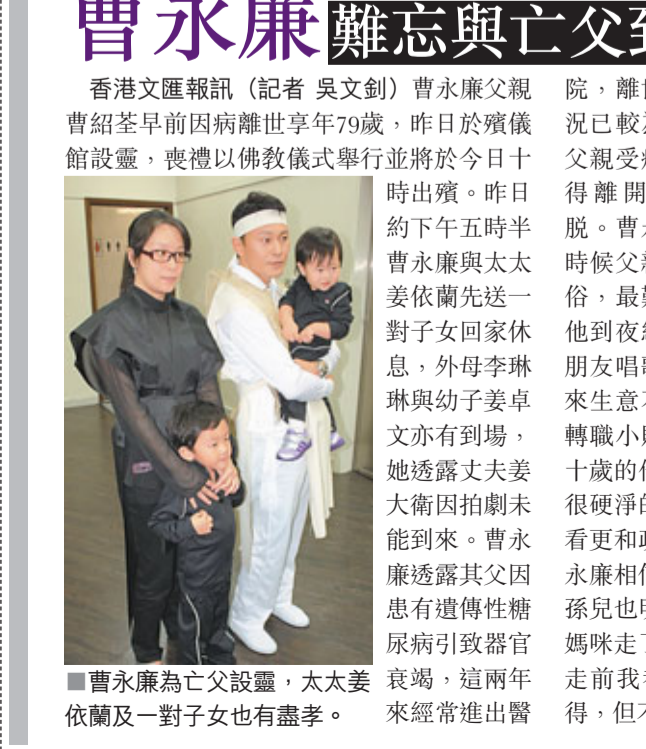 曹永廉難忘與亡父
香港文匯報訊（記者 吳文釗）曹永廉父親
曹紹荃早前因病離世享年79歲，昨日於殯儀
館設靈，喪禮以佛教儀式舉行並將於今日十
時出殯。昨日
約下午五時半
曹永廉與太太
姜依蘭先送一
對子女回家休
息，外母李琳
琳與幼子姜卓
文亦有到場，
她透露丈夫姜
大衛因拍劇未
能到來。曹永
廉透露其父因
患有遺傳性糖
尿病引致器官
衰竭，這兩年
來經常進出醫
■曹永廉為亡父設靈，太太姜
依蘭及一對子女也有盡孝。
院，離
況已較
父親受
得離開
脫。曹
時候父
俗，最
他到夜
朋友唱
來生意
轉職小
十歲的
很硬淨
看更和
永廉相
孫兒也
媽咪走
走前我
得，但